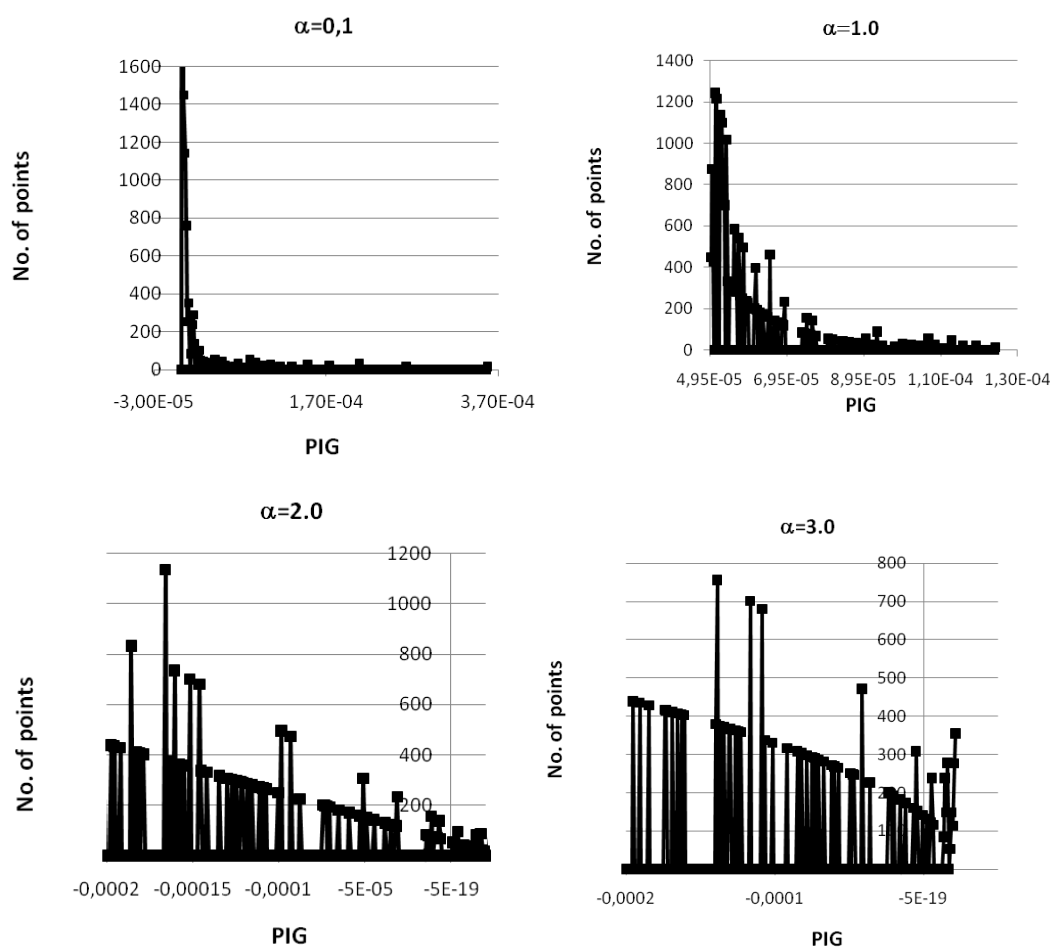 α=0,1
No. of points
1600
1400
1200
1000
800
600
400
200
0
-3,00E-05 1,70E-04 3,70E-04
PIG
α=1.0
No. of points
1400
1200
1000
800
600
400
200
0
4,95E-05 6,95E-05 8,95E-05 1,10E-04 1,30E-04
PIG
α=2.0
No. of points
1200
1000
800
600
400
200
-0,0002 -0,00015 -0,0001 -5E-05 -5E-19
PIG
α=3.0
No. of points
800
700
600
500
400
300
200
100
-0,0002 -0,0001 -5E-19
PIG